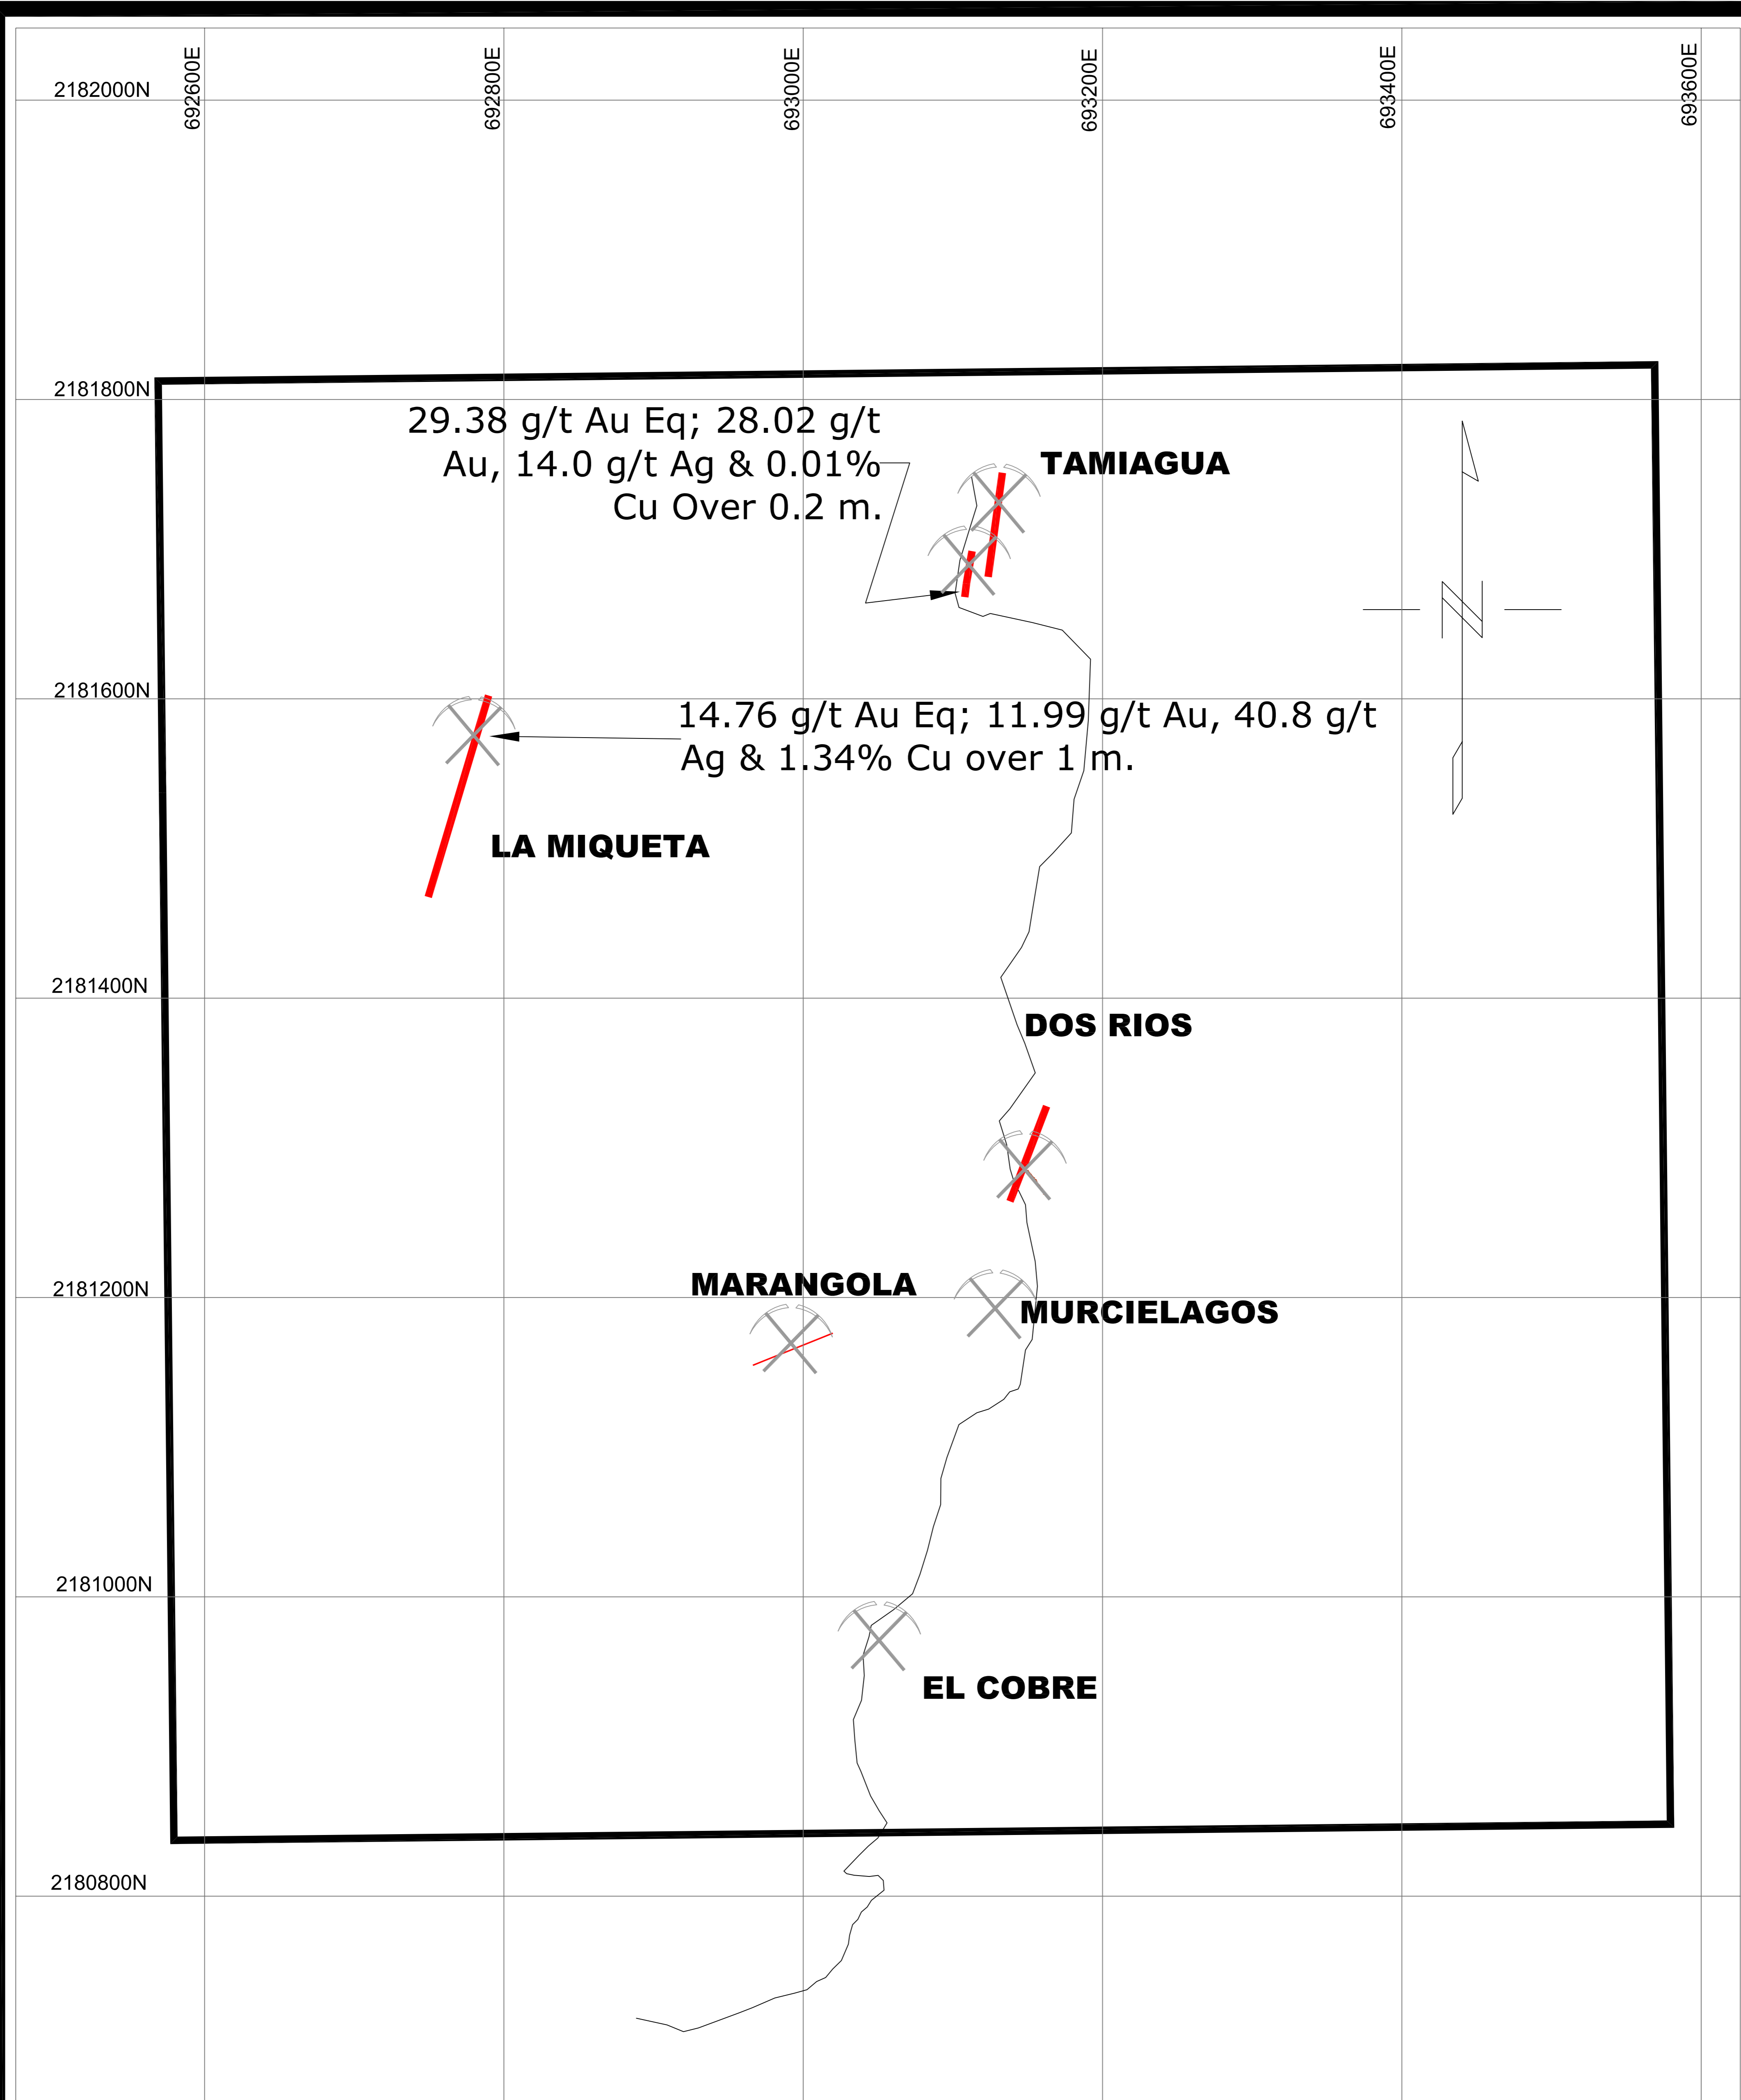 692600E
692800E
693000E
693200E
693400E
693600E
2182000N
2181800N
29.38 g/t Au Eq; 28.02 g/t
Au, 14.0 g/t Ag & 0.01%
Cu Over 0.2 m.
TAMIAGUA
N
2181600N
14.76 g/t Au Eq; 11.99 g/t Au, 40.8 g/t
Ag & 1.34% Cu over 1 m.
LA MIQUETA
2181400N
DOS RIOS
2181200N
MARANGOLA
MURCIELAGOS
2181000N
EL COBRE
2180800N